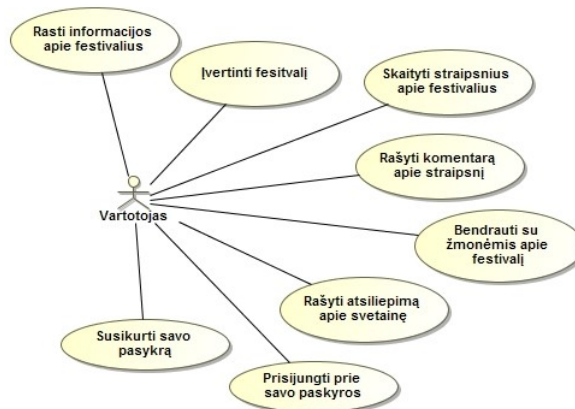 Rasti informacijos
apie festivalius
Įvertinti fesitvalį
Skaityti straipsnius
apie festivalius
Rašyti komentarą
apie straipsnį
Vartotojas
Bendrauti su
žmonėmis apie
festivalį
Rašyti atsiliepimą
apie svetainę
Susikurti savo
pasykrą
Prisijungti prie
savo paskyros